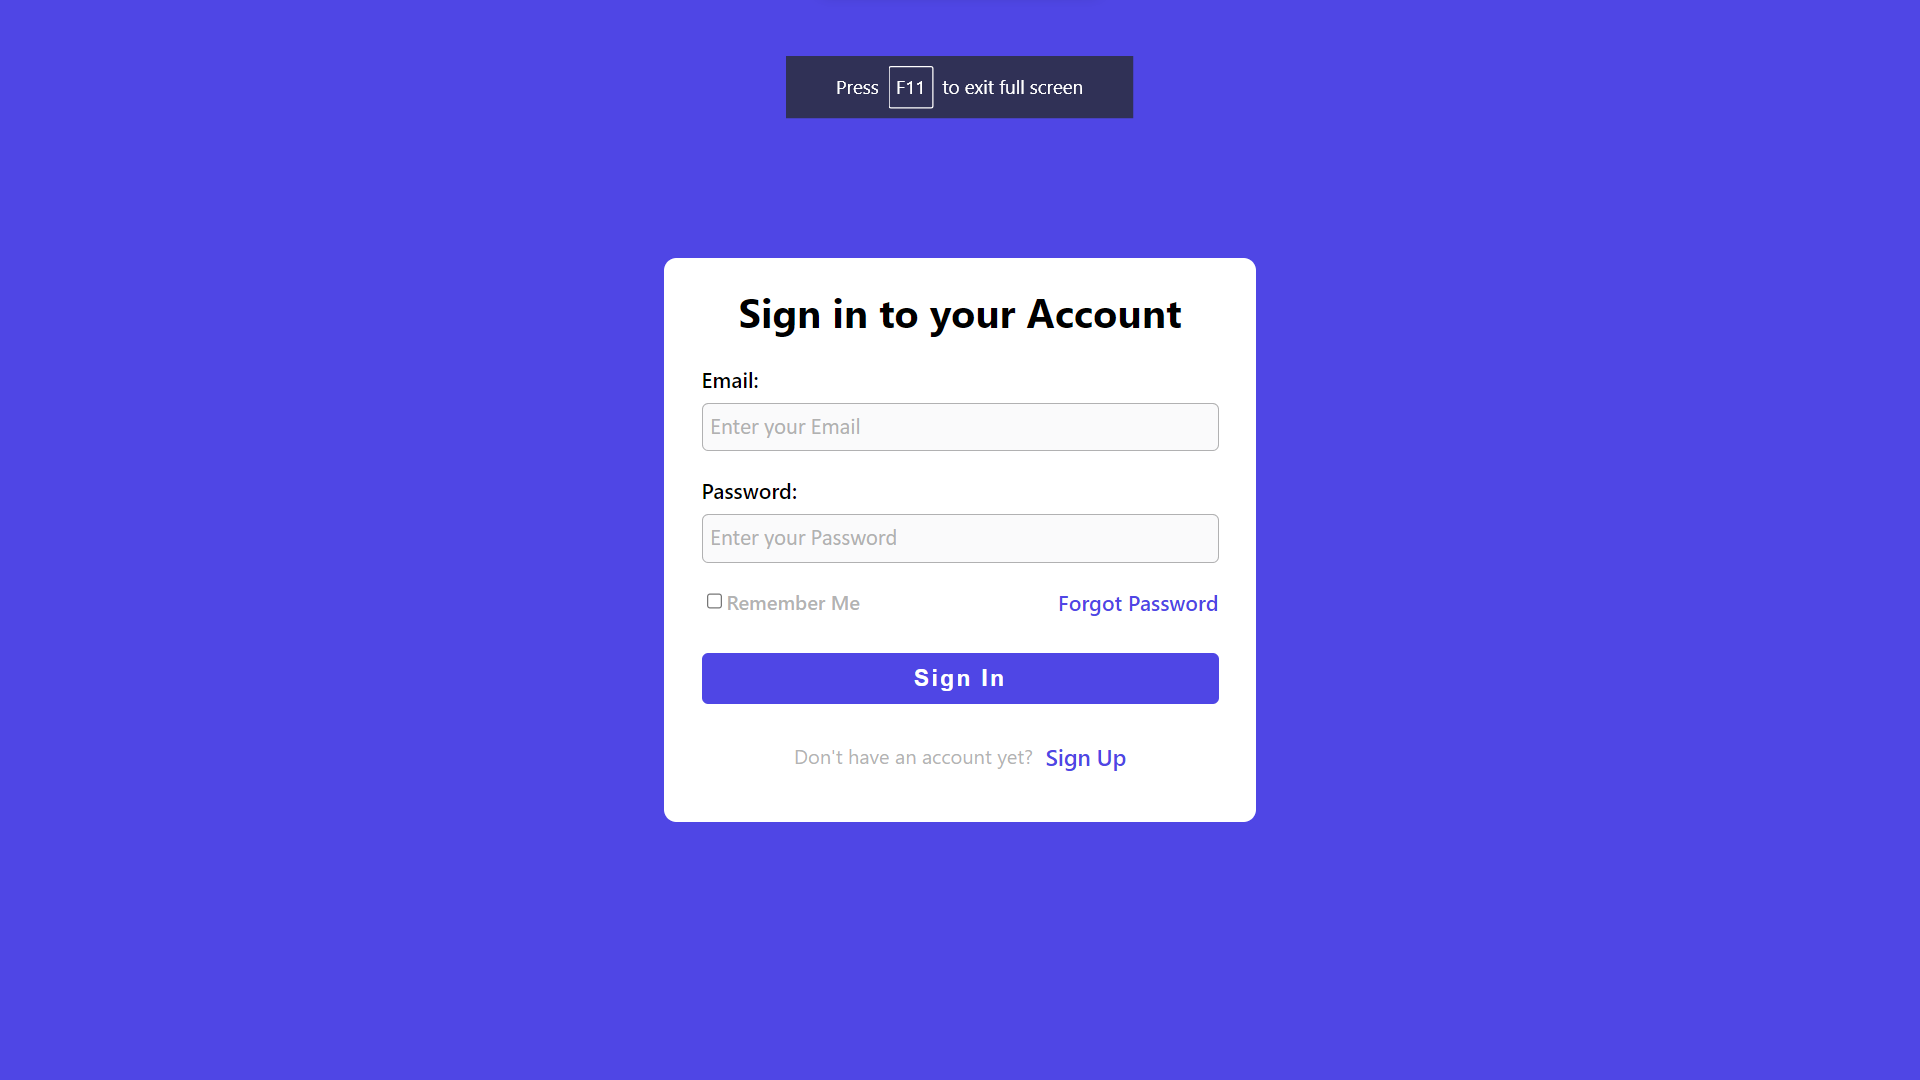 Press F11 to exit full screen
Sign in to your Account
Email:
Enter your Email
Password:
Enter your Password
Remember Me Forgot Password
Sign In
Don't have an account yet? Sign Up